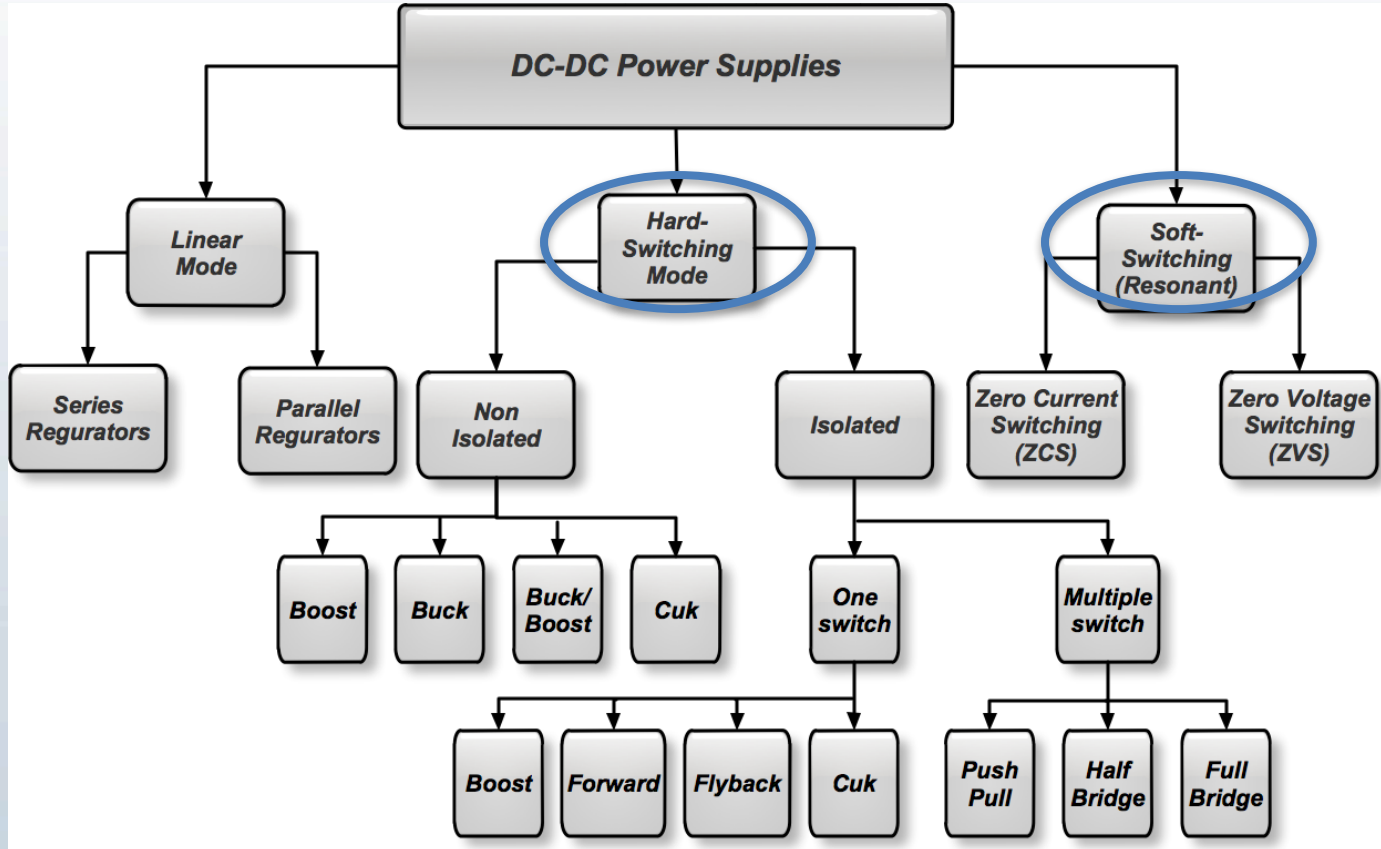 DC-DC Power Supplies
Linear
Mode
Hard-
Switching
Mode
Soft-
Switching
(Resonant)
Series
Regurators
Parallel
Regurators
Non
Isolated
Isolated
Zero Current
Switching
(ZCS)
Zero Voltage
Switching
(ZVS)
Boost
Buck
Buck/
Boost
Cuk
One
switch
Multiple
switch
Boost
Forward
Flyback
Cuk
Push
Pull
Half
Bridge
Full
Bridge